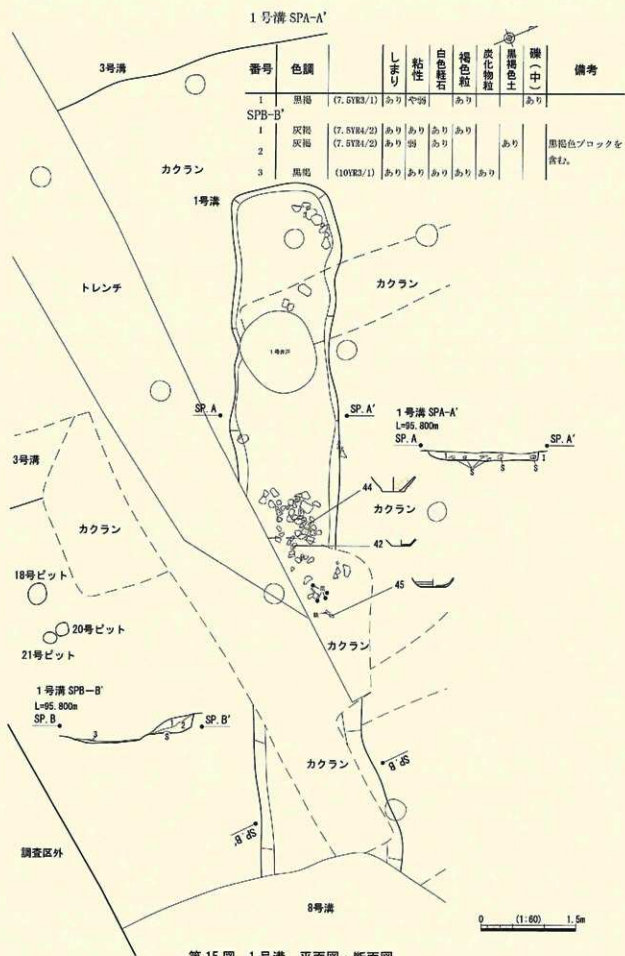 1号溝 SPA-A'
番号 色調 しまり 粘性 白色軽石 褐色粒 炭化物粒 黒褐色土 礫(中) 備考
1 黒褐 (7.5YR3/1) あり やや弱 あり あり
SPB-B'
1 灰褐 (7.5YR4/2) あり あり あり あり
2 灰褐 (7.5YR4/2) あり 弱 あり あり 黒褐色ブロックを含む。
3 黒褐 (10YR3/1) あり あり あり あり あり
3号溝
カクラン
1号溝
カクラン
トレンチ
1号井戸
SP.A
SP.A'
1号溝 SPA-A'
L=95.800m
SP.A
SP.A'
1
S
S
S
3号溝
44
カクラン
カクラン
42
18号ピット
45
20号ピット
21号ピット
カクラン
1号溝 SPB-B'
L=95.800m
SP.B
SP.B'
3
1
2
S
カクラン
SP.B
SP.B'
調査区外
8号溝
0 (1:60) 1.5m
第15図 1号溝 平面図・断面図